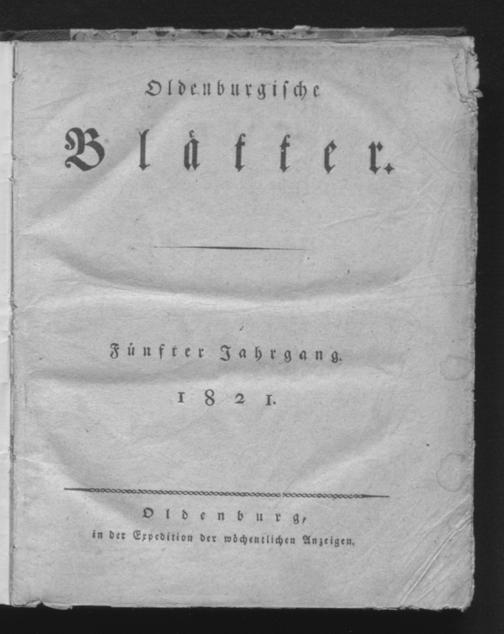 Oldenburgische
Blätter.
Fünfter Jahrgang.
1821.
Oldenburg,
in der Expedition der wöchentlichen Anzeigen.